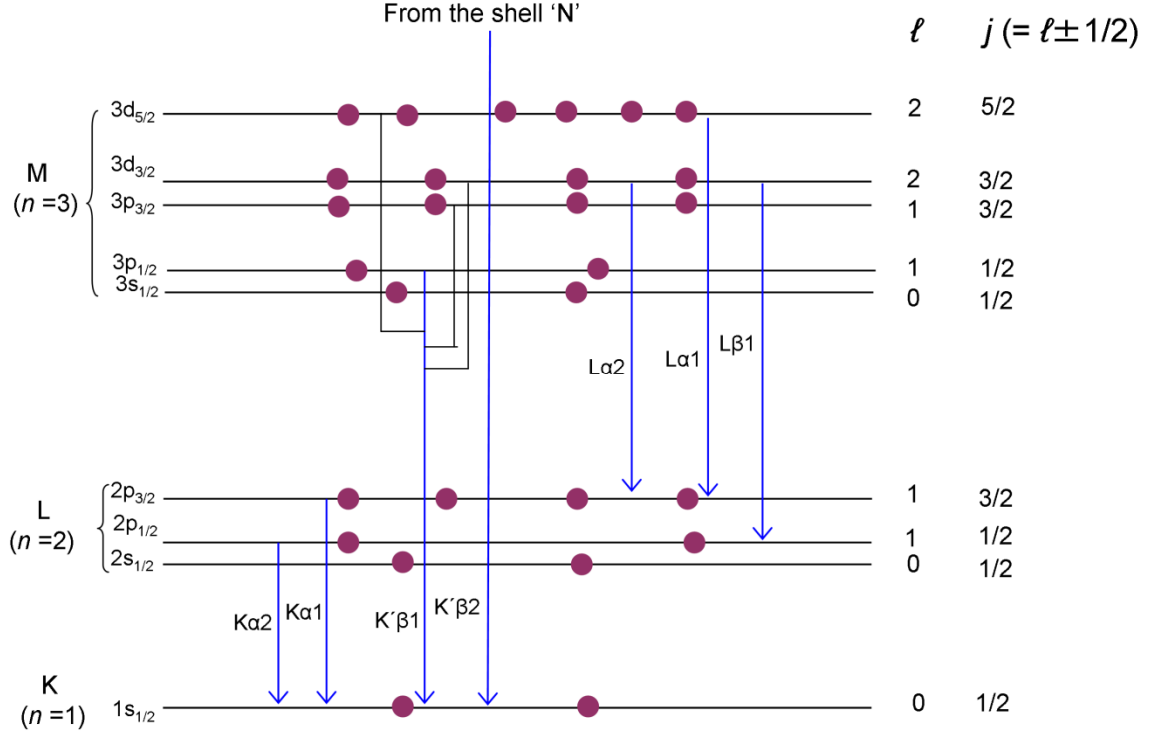 From the shell ‘N’
ℓ j (= ℓ± 1/2)
3d5/2 2 5/2
M
(n =3)
3d3/2 2 3/2
3p3/2 1 3/2
3p1/2 1 1/2
3s1/2 0 1/2
Lα2 Lα1 Lβ1
L
(n =2)
2p3/2 1 3/2
2p1/2 1 1/2
2s1/2 0 1/2
Kα2 Kα1 K´β1 K´β2
K
(n =1)
1s1/2 0 1/2